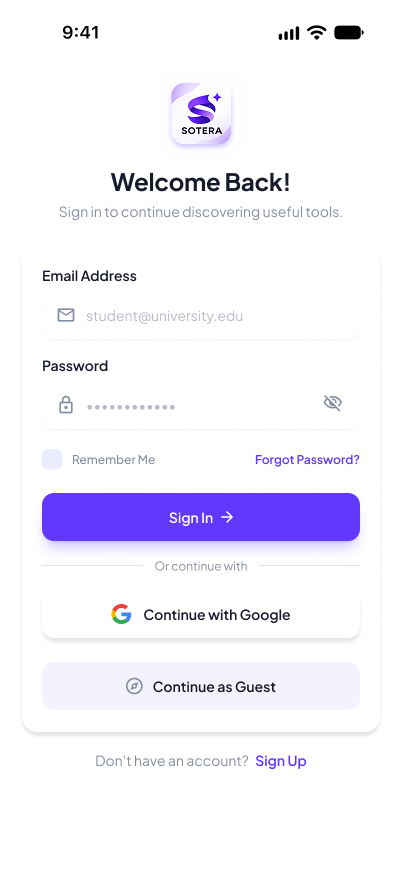 9:41
SOTERA
Welcome Back!
Sign in to continue discovering useful tools.
Email Address
student@university.edu
Password
••••••••••••
Remember Me
Forgot Password?
Sign In →
Or continue with
Continue with Google
Continue as Guest
Don't have an account? Sign Up